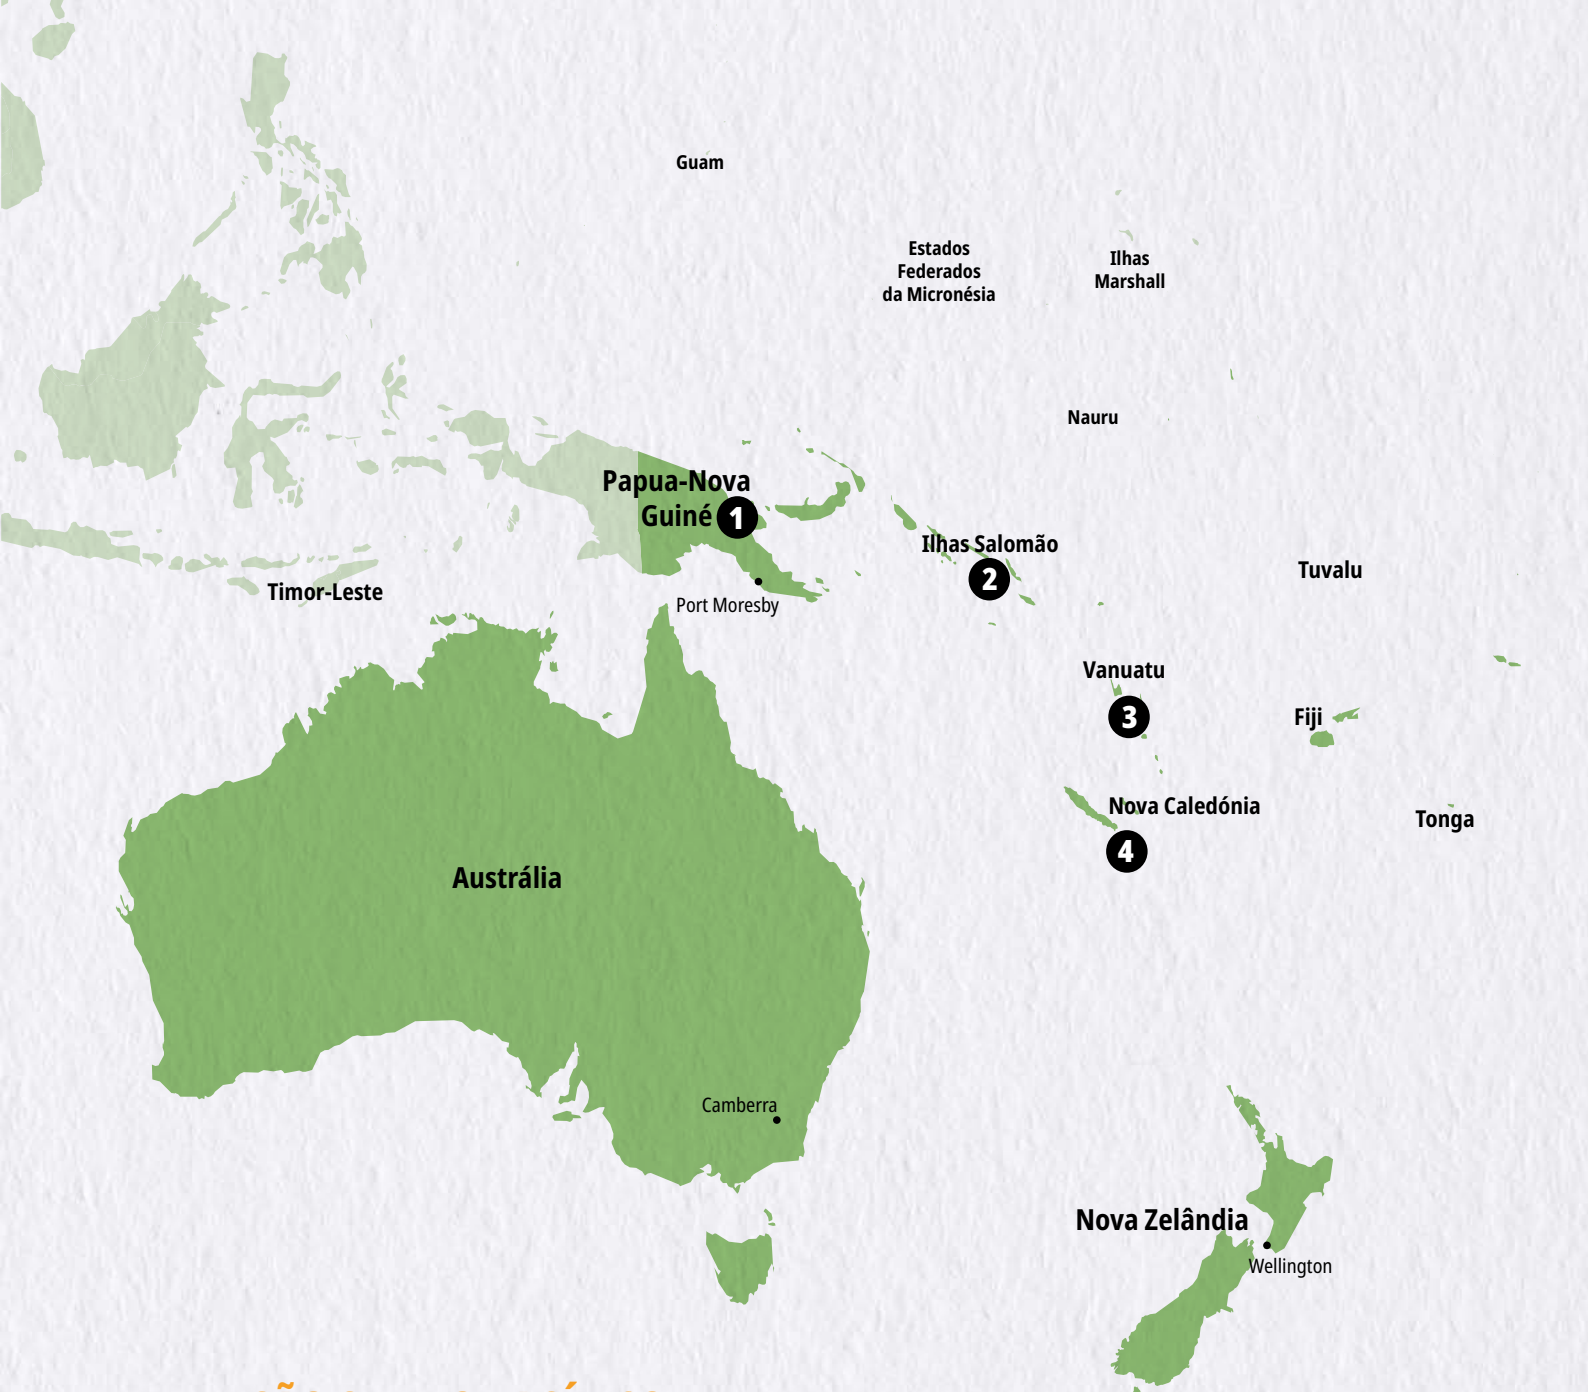 Guam
Estados
Federados
da Micronésia
Ilhas
Marshall
Nauru
Papua-Nova
Guiné 1
Ilhas Salomão
2
Tuvalu
Timor-Leste
Port Moresby
Vanuatu
3
Fiji
Nova Caledónia
Tonga
4
Austrália
Camberra
Nova Zelândia
Wellington